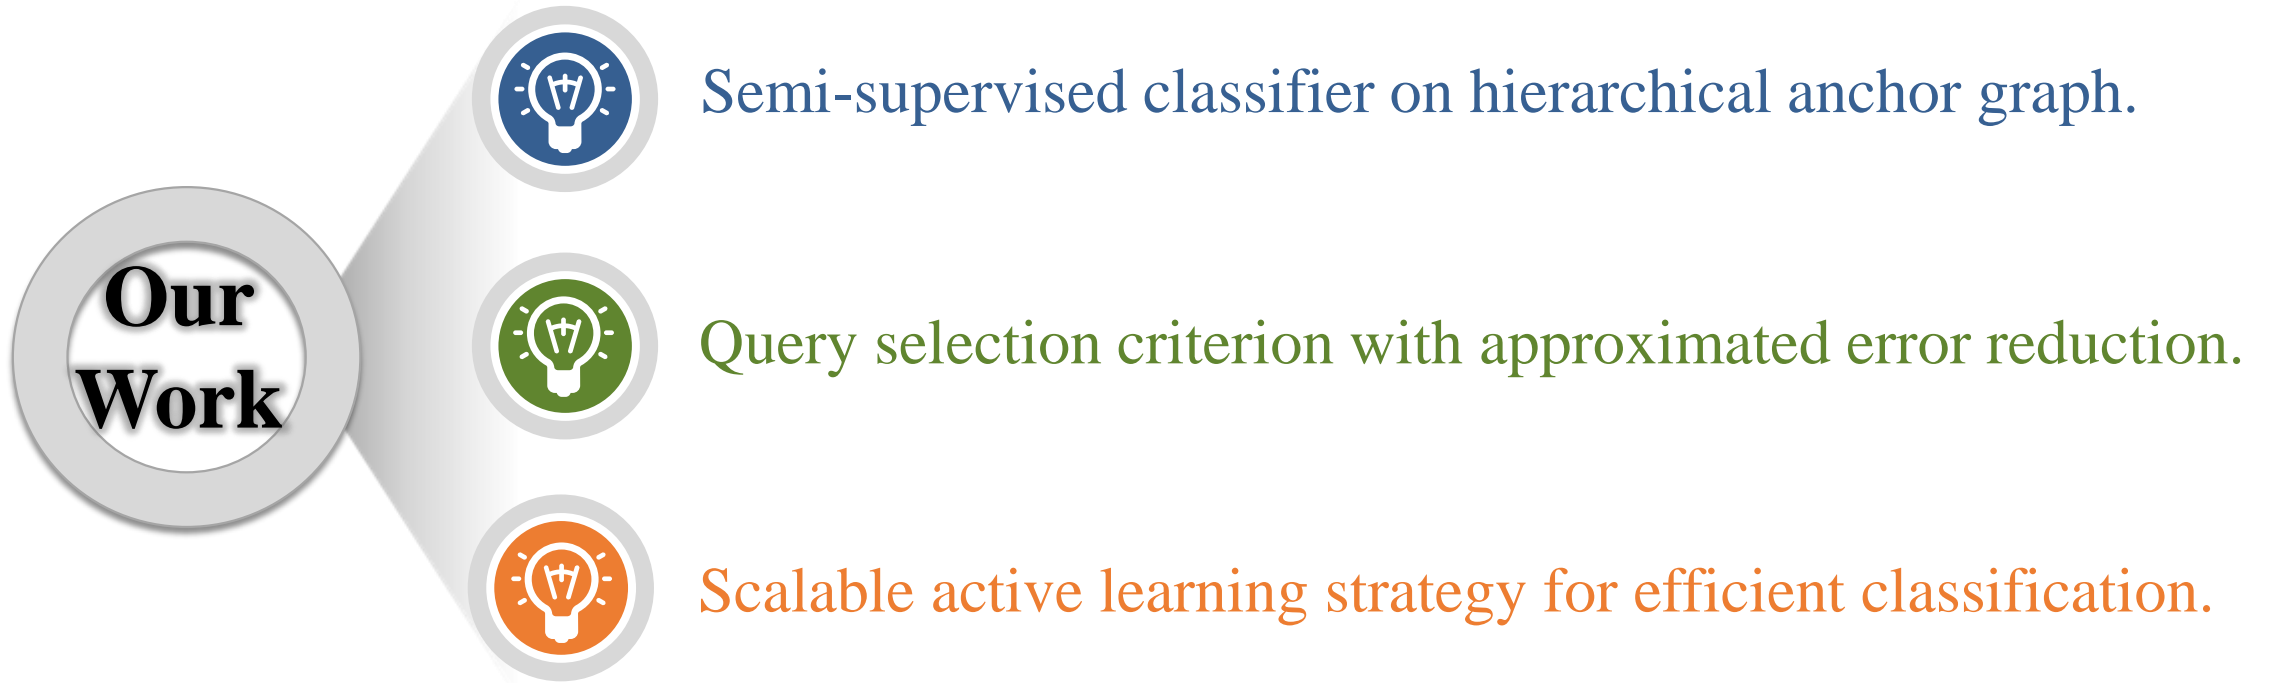 Our
Work
Semi-supervised classifier on hierarchical anchor graph.
Query selection criterion with approximated error reduction.
Scalable active learning strategy for efficient classification.